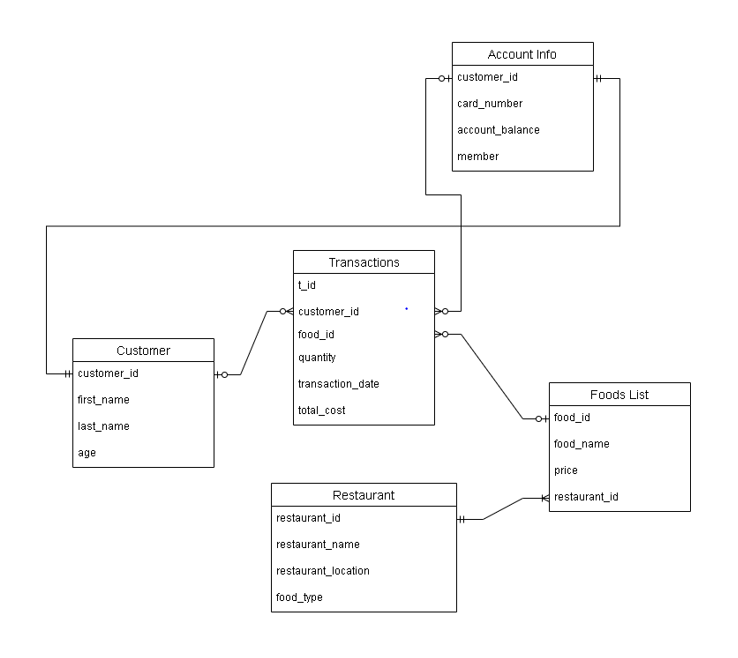 Account Info
customer_id
card_number
account_balance
member
Transactions
t_id
customer_id
food_id
quantity
transaction_date
total_cost
Customer
customer_id
first_name
last_name
age
Foods List
food_id
food_name
price
restaurant_id
Restaurant
restaurant_id
restaurant_name
restaurant_location
food_type